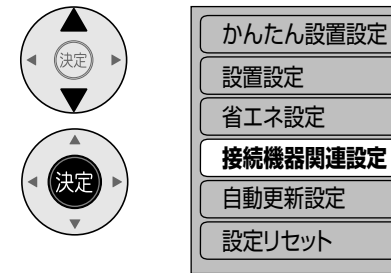 決定
決定
かんたん設置設定
設置設定
省エネ設定
接続機器関連設定
自動更新設定
設定リセット